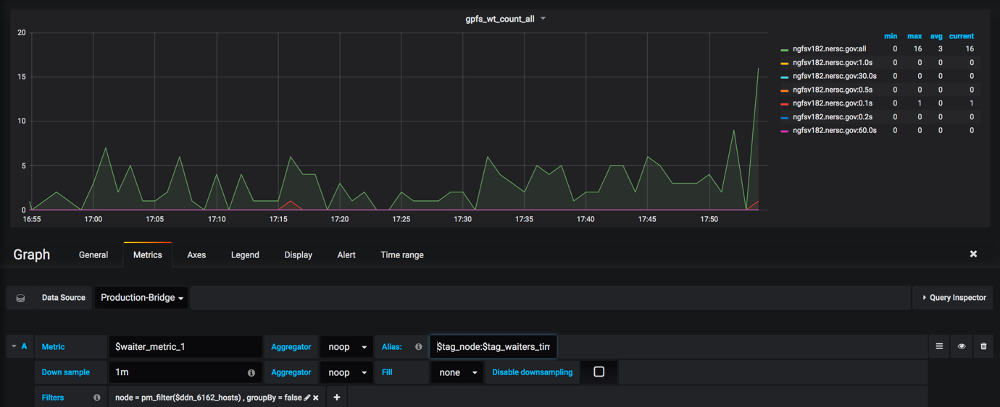 gpfs_wt_count_all
20
15
10
5
0
16:55 17:00 17:05 17:10 17:15 17:20 17:25 17:30 17:35 17:40 17:45 17:50
min max avg current
ngfsv182.nersc.gov:all 0 16 3 16
ngfsv182.nersc.gov:1.0s 0 0 0 0
ngfsv182.nersc.gov:30.0s 0 0 0 0
ngfsv182.nersc.gov:0.5s 0 0 0 0
ngfsv182.nersc.gov:0.1s 0 1 0 1
ngfsv182.nersc.gov:0.2s 0 0 0 0
ngfsv182.nersc.gov:60.0s 0 0 0 0
Graph General Metrics Axes Legend Display Alert Time range
Data Source Production-Bridge Query Inspector
A Metric $waiter_metric_1 Aggregator noop Alias: $tag_node:$tag_waiters_tim
Down sample 1m Aggregator noop Fill none Disable downsampling
Filters node = pm_filter($ddn_6162_hosts) , groupBy = false